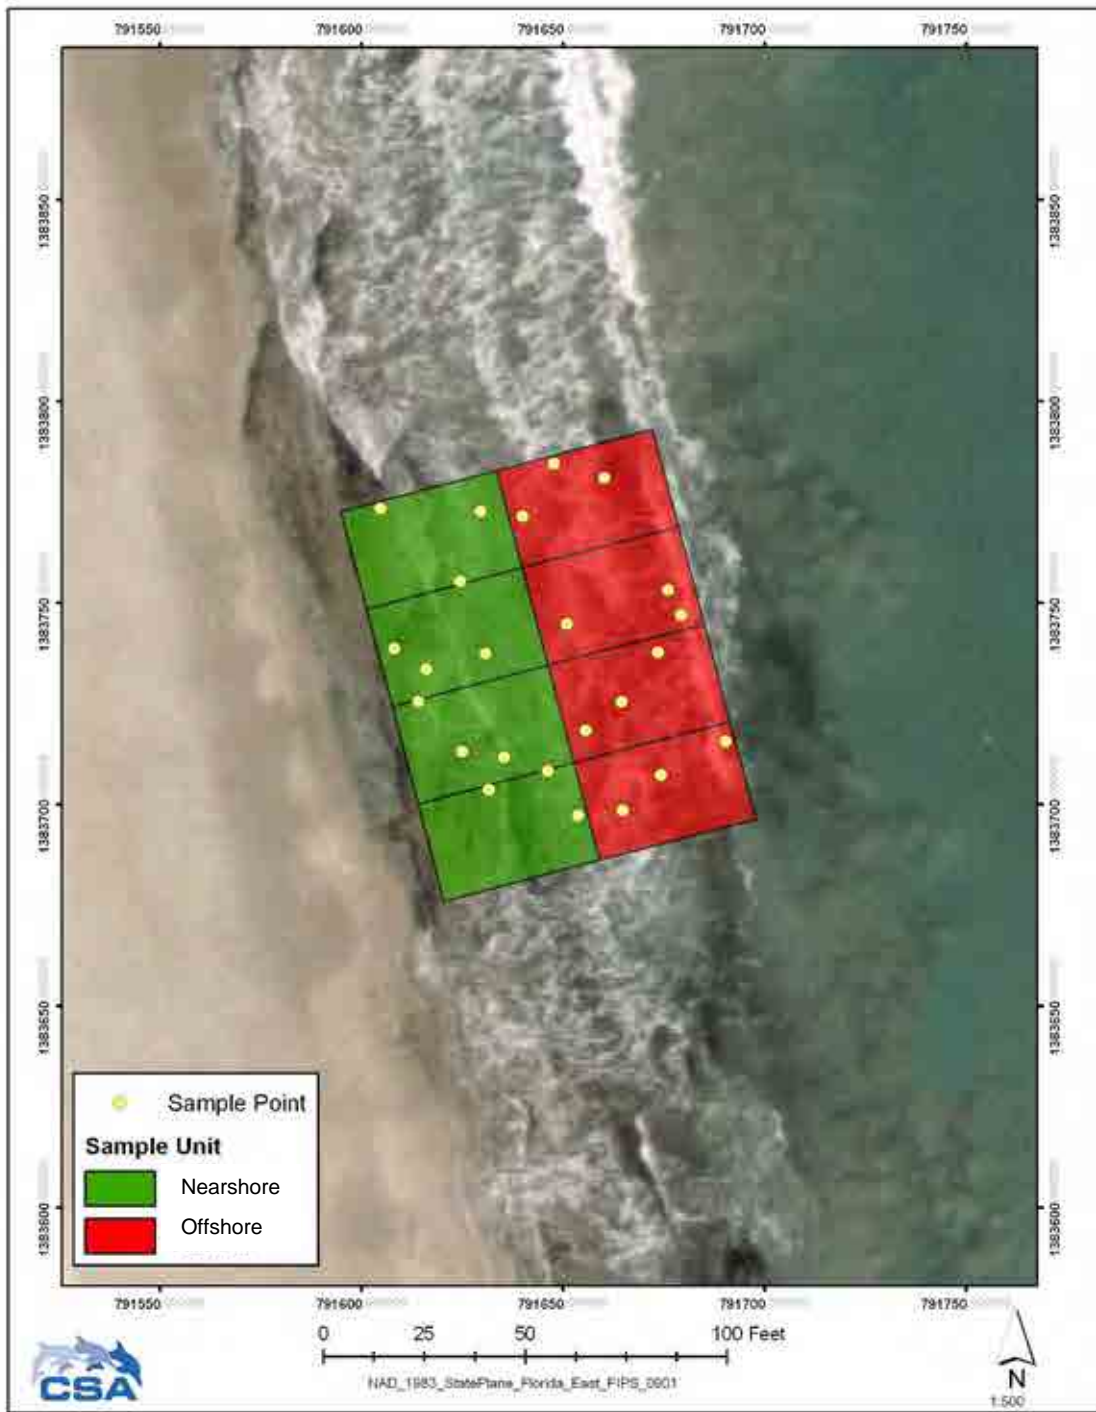 791550 791600 791650 791700 791750
1383850 1383850
1383800 1383800
1383750 1383750
1383700 1383700
1383650 1383650
1383600 1383600
Sample Point
Sample Unit
Nearshore
Offshore
791550 791600 791650 791700 791750
0 25 50 100 Feet
NAD_1983_StatePlane_Florida_East_FIPS_0901
CSA
N
1:500